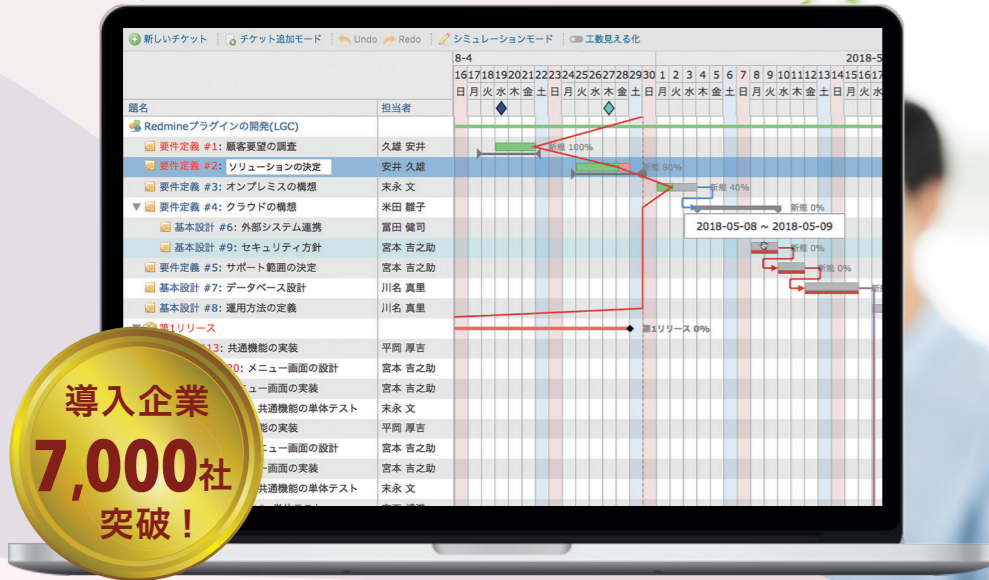 新しいチケット チケット追加モード Undo Redo シミュレーションモード 工数見える化
8-4 2018-5
16 17 18 19 20 21 22 23 24 25 26 27 28 29 30 1 2 3 4 5 6 7 8 9 10 11 12 13 14 15 16 17
日 月 火 水 木 金 土 日 月 火 水 木 金 土 日 月 火 水 木 金 土 日 月 火 水 木 金 土 日 月 火 水
題名 担当者
Redmineプラグインの開発(LGC)
要件定義 #1: 顧客要望の調査 久雄 安井 新規 100%
要件定義 #2: ソリューションの決定 安井 久雄 新規 80%
要件定義 #3: オンプレミスの構想 末永 文 新規 40%
要件定義 #4: クラウドの構想 米田 雛子 新規 0%
基本設計 #6: 外部システム連携 冨田 健司 2018-05-08 ~ 2018-05-09
基本設計 #9: セキュリティ方針 宮本 吉之助 新規 0%
要件定義 #5: サポート範囲の決定 宮本 吉之助 新規 0%
基本設計 #7: データベース設計 川名 真里
基本設計 #8: 運用方法の定義 川名 真里
第1リリース 第1リリース 0%
13: 共通機能の実装 平岡 厚吉
20: メニュー画面の設計 宮本 吉之助
ュー画面の実装 宮本 吉之助
共通機能の単体テスト 末永 文
能の実装 平岡 厚吉
ニュー画面の設計 宮本 吉之助
ー画面の実装 宮本 吉之助
共通機能の単体テスト 末永 文
導入企業
7,000社
突破！